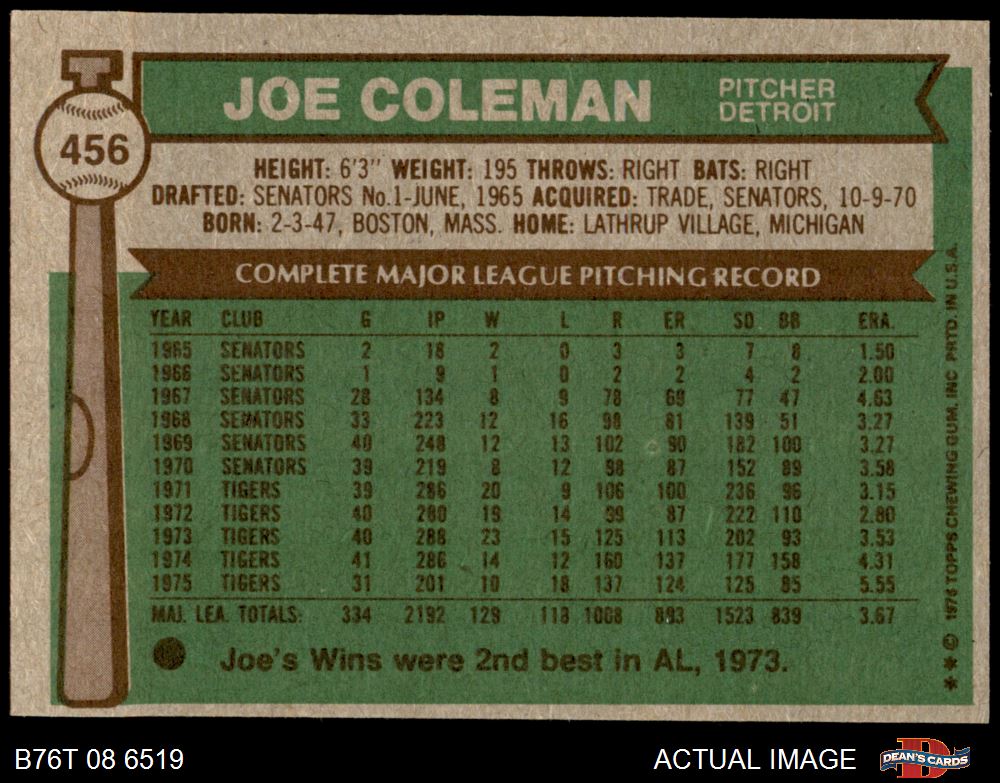 JOE COLEMAN
PITCHER
DETROIT
456
HEIGHT: 6'3" WEIGHT: 195 THROWS: RIGHT BATS: RIGHT
DRAFTED: SENATORS No.1-JUNE, 1965 ACQUIRED: TRADE, SENATORS, 10-9-70
BORN: 2-3-47, BOSTON, MASS. HOME: LATHRUP VILLAGE, MICHIGAN
COMPLETE MAJOR LEAGUE PITCHING RECORD
YEAR CLUB G IP W L R ER SO BB ERA.
1965 SENATORS 2 18 2 0 3 3 7 8 1.50
1966 SENATORS 1 9 1 0 2 2 4 2 2.00
1967 SENATORS 28 134 8 9 78 69 77 47 4.63
1968 SENATORS 33 223 12 16 98 81 139 51 3.27
1969 SENATORS 40 248 12 13 102 90 182 100 3.27
1970 SENATORS 39 219 8 12 98 87 152 89 3.58
1971 TIGERS 39 286 20 9 106 100 236 96 3.15
1972 TIGERS 40 280 19 14 99 87 222 110 2.80
1973 TIGERS 40 288 23 15 125 113 202 93 3.53
1974 TIGERS 41 286 14 12 160 137 177 158 4.31
1975 TIGERS 31 201 10 18 137 124 125 85 5.55
MAJ. LEA. TOTALS: 334 2192 129 118 1008 893 1523 839 3.67
Joe's Wins were 2nd best in AL, 1973.
** © 1976 TOPPS CHEWING GUM, INC PRTD. IN U.S.A.
B76T 08 6519
ACTUAL IMAGE
DEAN'S CARDS